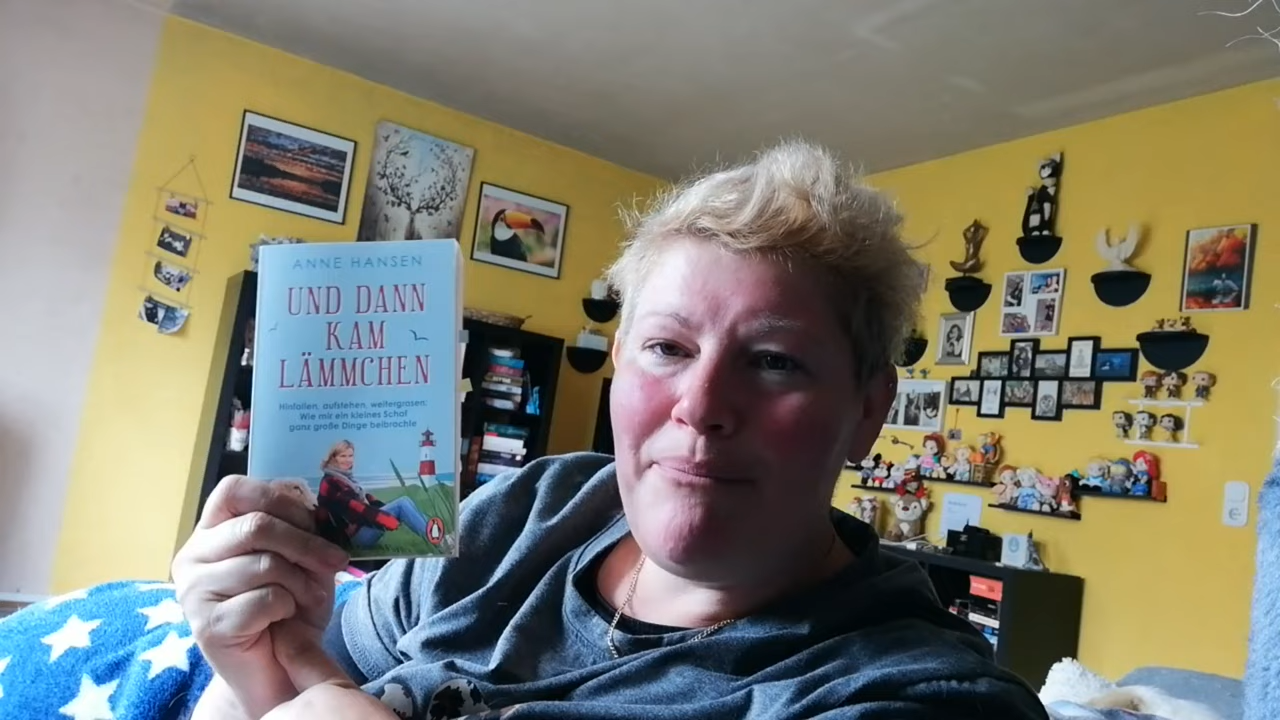 ANNE HANSEN
UND DANN
KAM
LÄMMCHEN
Hinfallen, aufstehen, weitergrasen:
Wie mir ein kleines Schaf
ganz große Dinge beibrachte